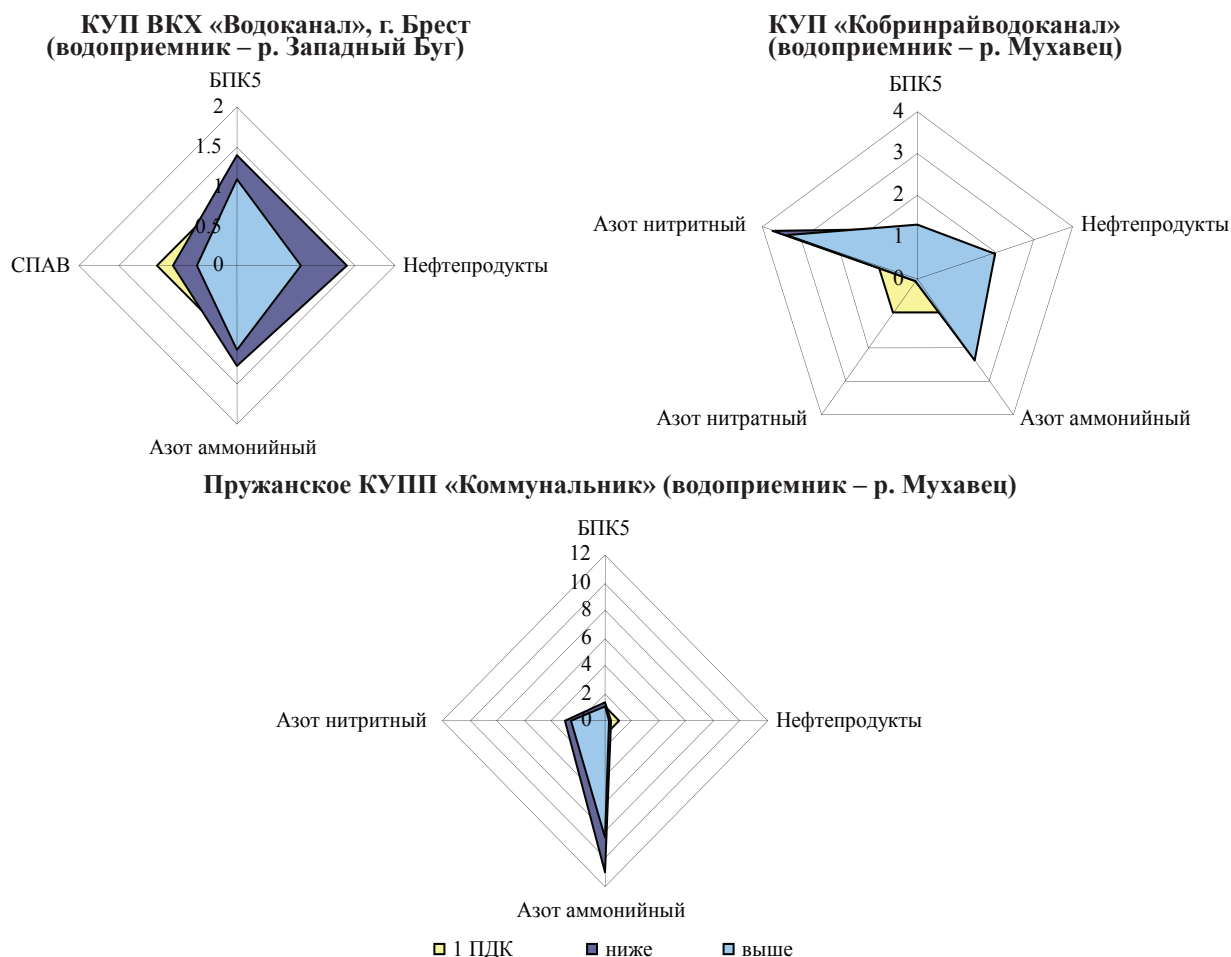 КУП ВКХ «Водоканал», г. Брест
(водоприемник – р. Западный Буг)
БПК5
2
1.5
1
0.5
0
СПАВ
Нефтепродукты
Азот аммонийный
КУП «Кобринрайводоканал»
(водоприемник – р. Мухавец)
БПК5
4
3
2
1
0
Азот нитритный
Нефтепродукты
Азот нитратный
Азот аммонийный
Пружанское КУПП «Коммунальник» (водоприемник – р. Мухавец)
БПК5
12
10
8
6
4
2
0
Азот нитритный
Нефтепродукты
Азот аммонийный
1 ПДК
ниже
выше